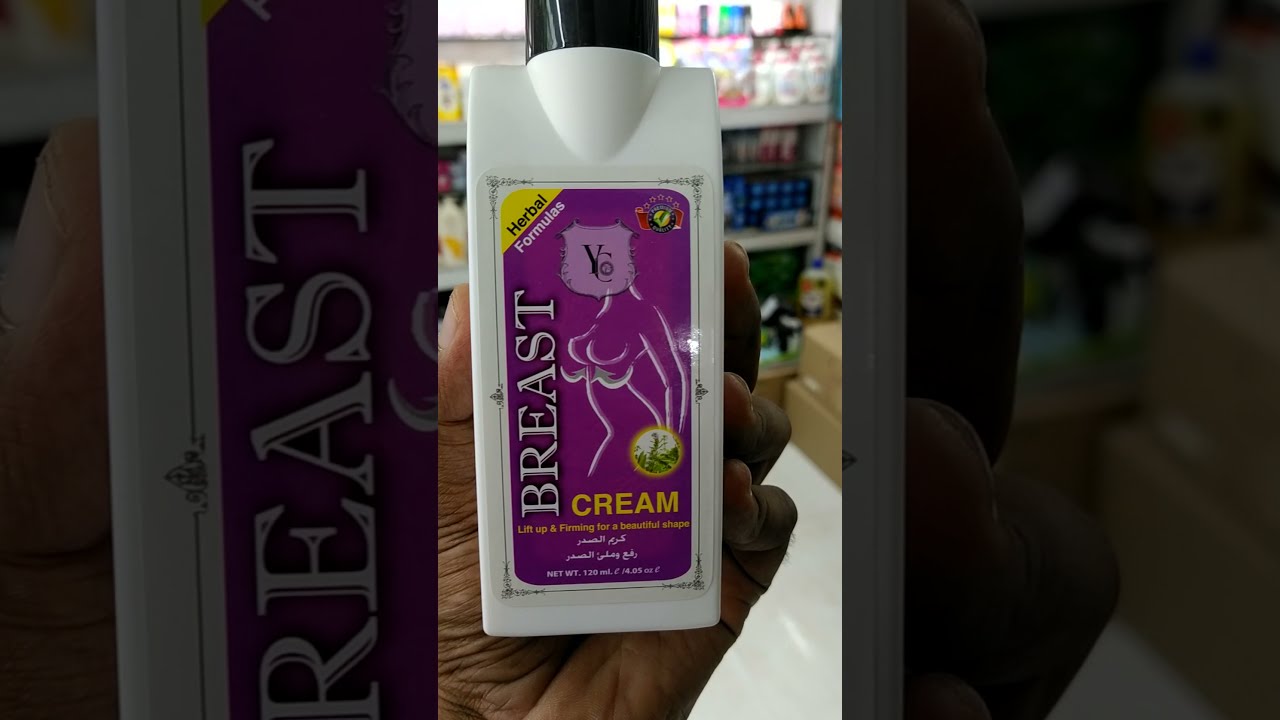 Herbal
Formulas
YC
BREAST
CREAM
Lift up & Firming for a beautiful shape
كريم الصدر
رفع وملئ الصدر
NET WT. 120 ml. e /4.05 oz e